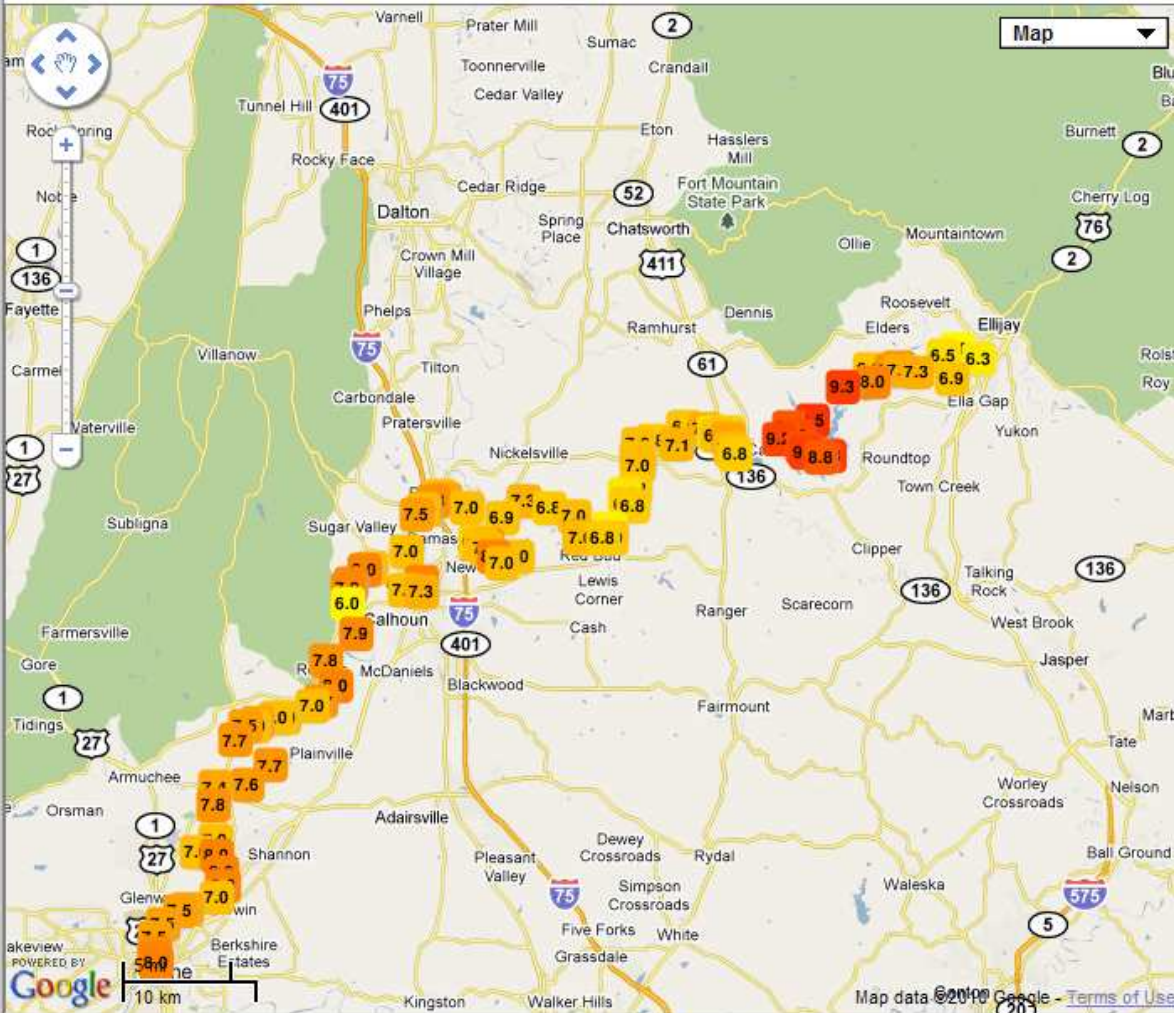 Varnell
Prater Mill
2
Map
Sumac
Toonnerville
Crandall
75
Cedar Valley
Tunnel Hill
401
Eton
Burnett
2
Hasslers
Mill
Rocky Face
Cedar Ridge
52
Fort Mountain
State Park
Cherry Log
Dalton
Spring
Place
Chatsworth
76
Mountaintown
Ollie
1
136
Crown Mill
Village
411
2
Fayette
Phelps
Dennis
Roosevelt
Ramhurst
Elders
Ellijay
75
Villanow
61
6.5
6.3
Tilton
7.3
6.9
9.3
8.0
Carmel
Carbondale
Ella Gap
Roy
Waterville
Pratersville
Yukon
1
27
Nickelsville
7.1
6.8
8.8
Roundtop
7.0
136
Town Creek
7.5
7.0
6.9
6.8
7.0
6.8
Subligna
Sugar Valley
7.0
6.8
7.0
Clipper
Lewis
Corner
Talking
Rock
136
136
7.3
6.0
75
Ranger
Scarecorn
Calhoun
Cash
West Brook
Farmersville
7.9
401
Gore
7.8
McDaniels
Jasper
Blackwood
1
7.0
Fairmount
Tidings
27
7.7
Tate
Plainville
7.7
Armuchee
7.6
Worley
Crossroads
Nelson
Orsman
7.8
Adairsville
1
27
Shannon
Dewey
Crossroads
Rydal
Ball Ground
Pleasant
Valley
75
Simpson
Crossroads
Waleska
575
7.0
7.5
5
Five Forks
White
Berkshire
Estates
Grassdale
8.0
POWERED BY
Google
10 km
Kingston
Walker Hills
Map data ©2010 Google - Terms of Use